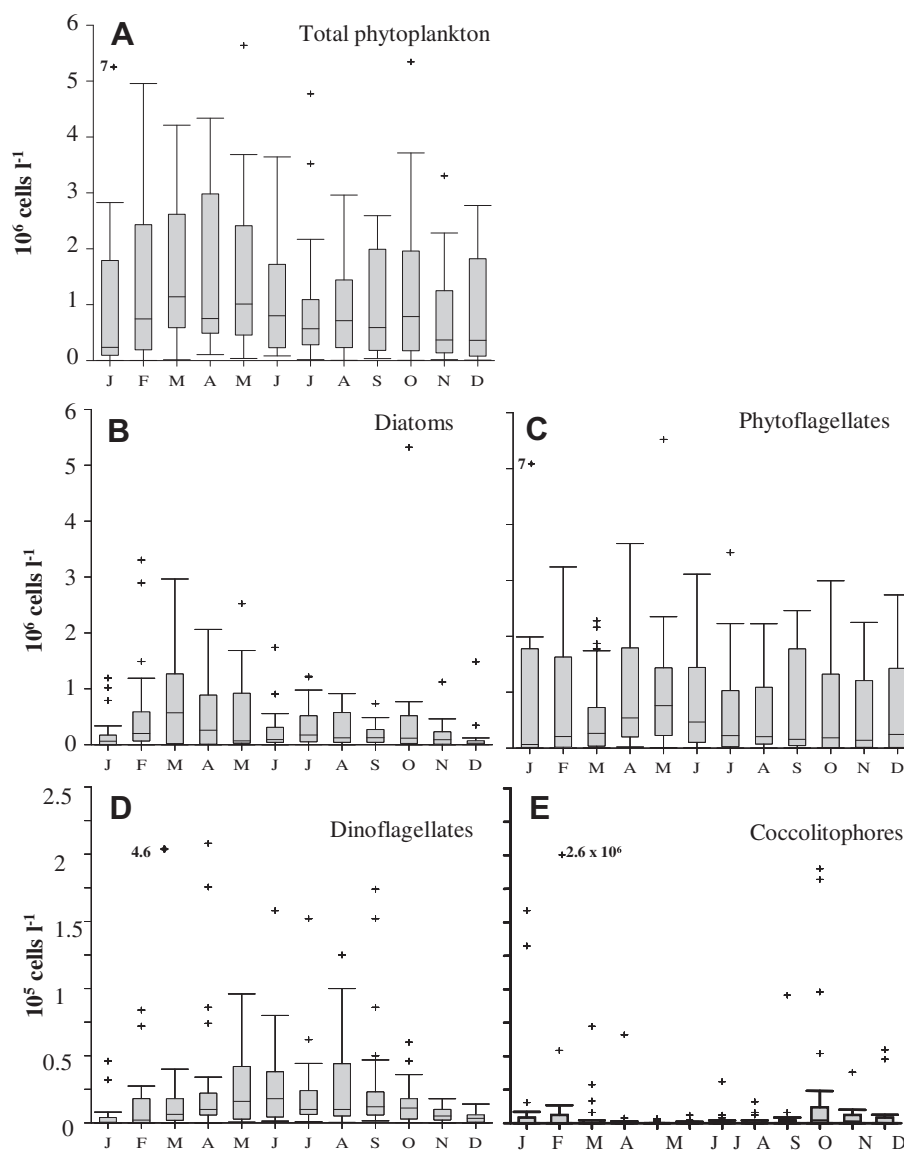 A
Total phytoplankton
6
7
5
4
3
2
1
0
10⁶ cells l⁻¹
J F M A M J J A S O N D
B
Diatoms
6
5
4
3
2
1
0
10⁶ cells l⁻¹
J F M A M J J A S O N D
C
Phytoflagellates
7
J F M A M J J A S O N D
D
Dinoflagellates
2.5
4.6
2
1.5
1
0.5
0
10⁵ cells l⁻¹
J F M A M J J A S O N D
E
Coccolitophores
2.6 x 10⁶
J F M A M J J A S O N D